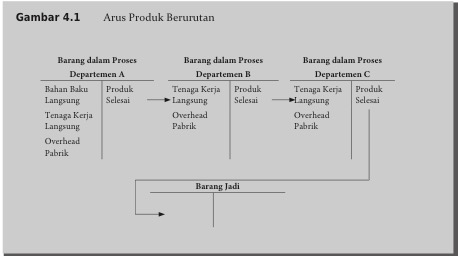 Gambar 4.1 Arus Produk Berurutan
Barang dalam Proses
Departemen A
Bahan Baku
Langsung
Tenaga Kerja
Langsung
Overhead
Pabrik
Produk
Selesai
Barang dalam Proses
Departemen B
Tenaga Kerja
Langsung
Overhead
Pabrik
Produk
Selesai
Barang dalam Proses
Departemen C
Tenaga Kerja
Langsung
Overhead
Pabrik
Produk
Selesai
Barang Jadi